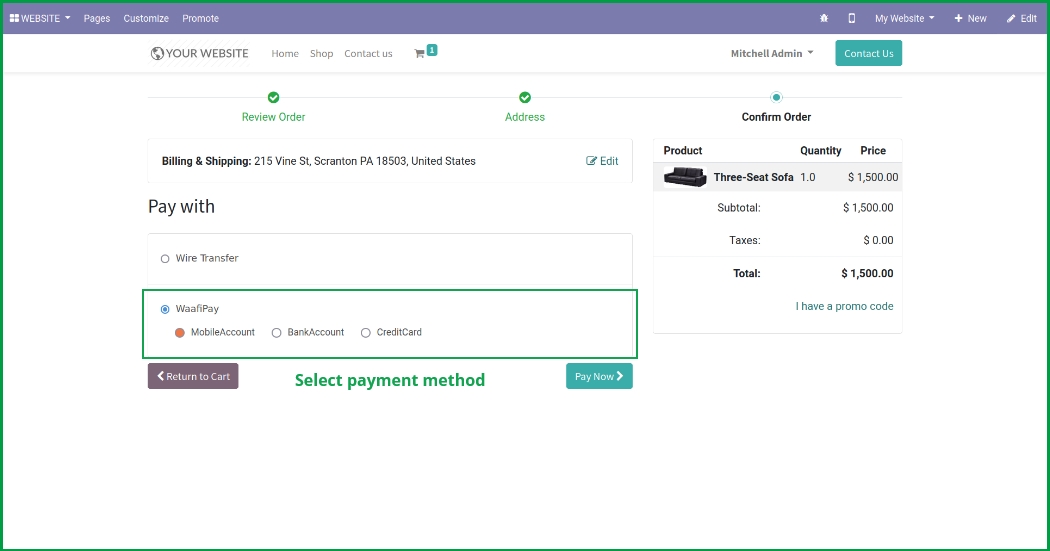 WEBSITE Pages Customize Promote My Website New Edit
YOUR WEBSITE Home Shop Contact us 1 Mitchell Admin Contact Us
Review Order Address Confirm Order
Billing & Shipping: 215 Vine St, Scranton PA 18503, United States Edit
Pay with
Wire Transfer
WaafiPay
MobileAccount BankAccount CreditCard
Return to Cart Select payment method Pay Now
Product Quantity Price
Three-Seat Sofa 1.0 $ 1,500.00
Subtotal: $ 1,500.00
Taxes: $ 0.00
Total: $ 1,500.00
I have a promo code